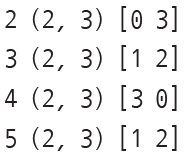 2 (2, 3) [0 3]
3 (2, 3) [1 2]
4 (2, 3) [3 0]
5 (2, 3) [1 2]